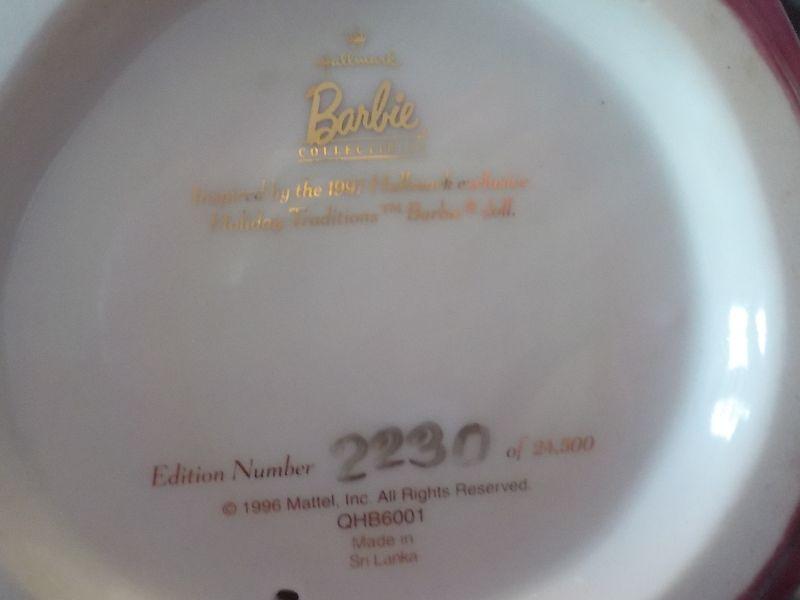 Hallmark
Barbie
COLLECTIBLES
Inspired by the 1997 Hallmark exclusive
Holiday Traditions™ Barbie® doll.
Edition Number 2230 of 24,500
© 1996 Mattel, Inc. All Rights Reserved.
QHB6001
Made in
Sri Lanka